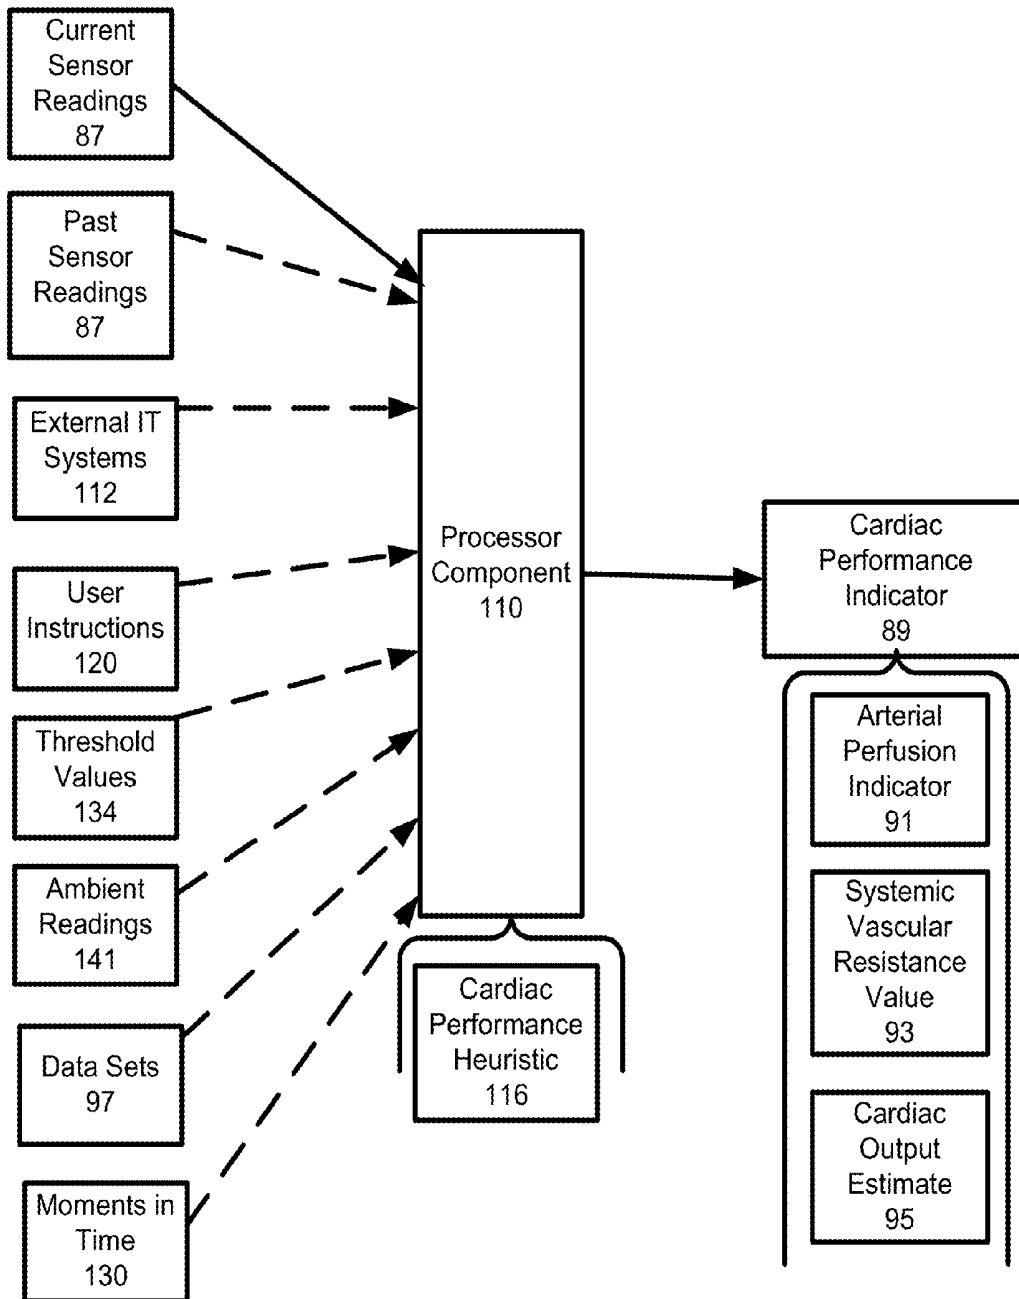 Current
Sensor
Readings
87
Past
Sensor
Readings
87
External IT
Systems
112
User
Instructions
120
Threshold
Values
134
Ambient
Readings
141
Data Sets
97
Moments in
Time
130
Processor
Component
110
Cardiac
Performance
Heuristic
116
Cardiac
Performance
Indicator
89
Arterial
Perfusion
Indicator
91
Systemic
Vascular
Resistance
Value
93
Cardiac
Output
Estimate
95